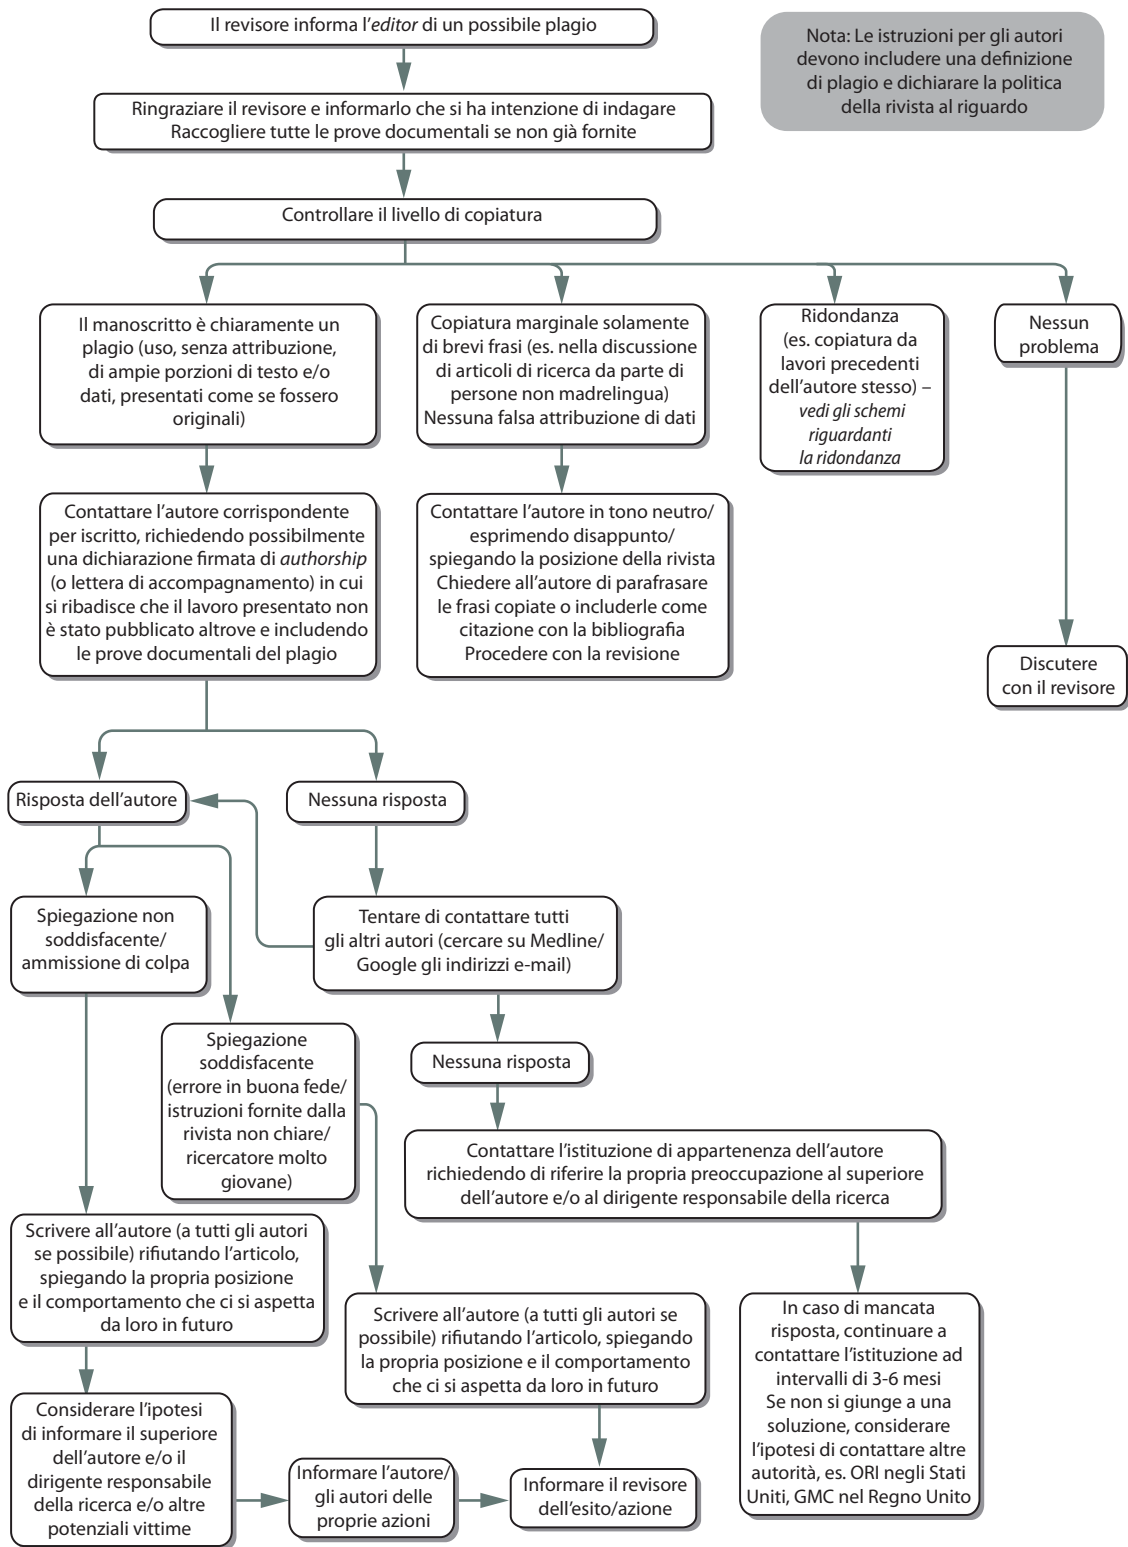 Il revisore informa l'editor di un possibile plagio
Nota: Le istruzioni per gli autori
devono includere una definizione
di plagio e dichiarare la politica
della rivista al riguardo
Ringraziare il revisore e informarlo che si ha intenzione di indagare
Raccogliere tutte le prove documentali se non già fornite
Controllare il livello di copiatura
Il manoscritto è chiaramente un
plagio (uso, senza attribuzione,
di ampie porzioni di testo e/o
dati, presentati come se fossero
originali)
Copiatura marginale solamente
di brevi frasi (es. nella discussione
di articoli di ricerca da parte di
persone non madrelingua)
Nessuna falsa attribuzione di dati
Ridondanza
(es. copiatura da
lavori precedenti
dell'autore stesso) –
vedi gli schemi
riguardanti
la ridondanza
Nessun
problema
Contattare l'autore corrispondente
per iscritto, richiedendo possibilmente
una dichiarazione firmata di authorship
(o lettera di accompagnamento) in cui
si ribadisce che il lavoro presentato non
è stato pubblicato altrove e includendo
le prove documentali del plagio
Contattare l'autore in tono neutro/
esprimendo disappunto/
spiegando la posizione della rivista
Chiedere all'autore di parafrasare
le frasi copiate o includerle come
citazione con la bibliografia
Procedere con la revisione
Discutere
con il revisore
Risposta dell'autore
Nessuna risposta
Spiegazione non
soddisfacente/
ammissione di colpa
Tentare di contattare tutti
gli altri autori (cercare su Medline/
Google gli indirizzi e-mail)
Spiegazione
soddisfacente
(errore in buona fede/
istruzioni fornite dalla
rivista non chiare/
ricercatore molto
giovane)
Nessuna risposta
Contattare l'istituzione di appartenenza dell'autore
richiedendo di riferire la propria preoccupazione al superiore
dell'autore e/o al dirigente responsabile della ricerca
Scrivere all'autore (a tutti gli autori
se possibile) rifiutando l'articolo,
spiegando la propria posizione
e il comportamento che ci si aspetta
da loro in futuro
Scrivere all'autore (a tutti gli autori se
possibile) rifiutando l'articolo, spiegando
la propria posizione e il comportamento
che ci si aspetta da loro in futuro
In caso di mancata
risposta, continuare a
contattare l'istituzione ad
intervalli di 3-6 mesi
Se non si giunge a una
soluzione, considerare
l'ipotesi di contattare altre
autorità, es. ORI negli Stati
Uniti, GMC nel Regno Unito
Considerare l'ipotesi
di informare il superiore
dell'autore e/o il
dirigente responsabile
della ricerca e/o altre
potenziali vittime
Informare l'autore/
gli autori delle
proprie azioni
Informare il revisore
dell'esito/azione